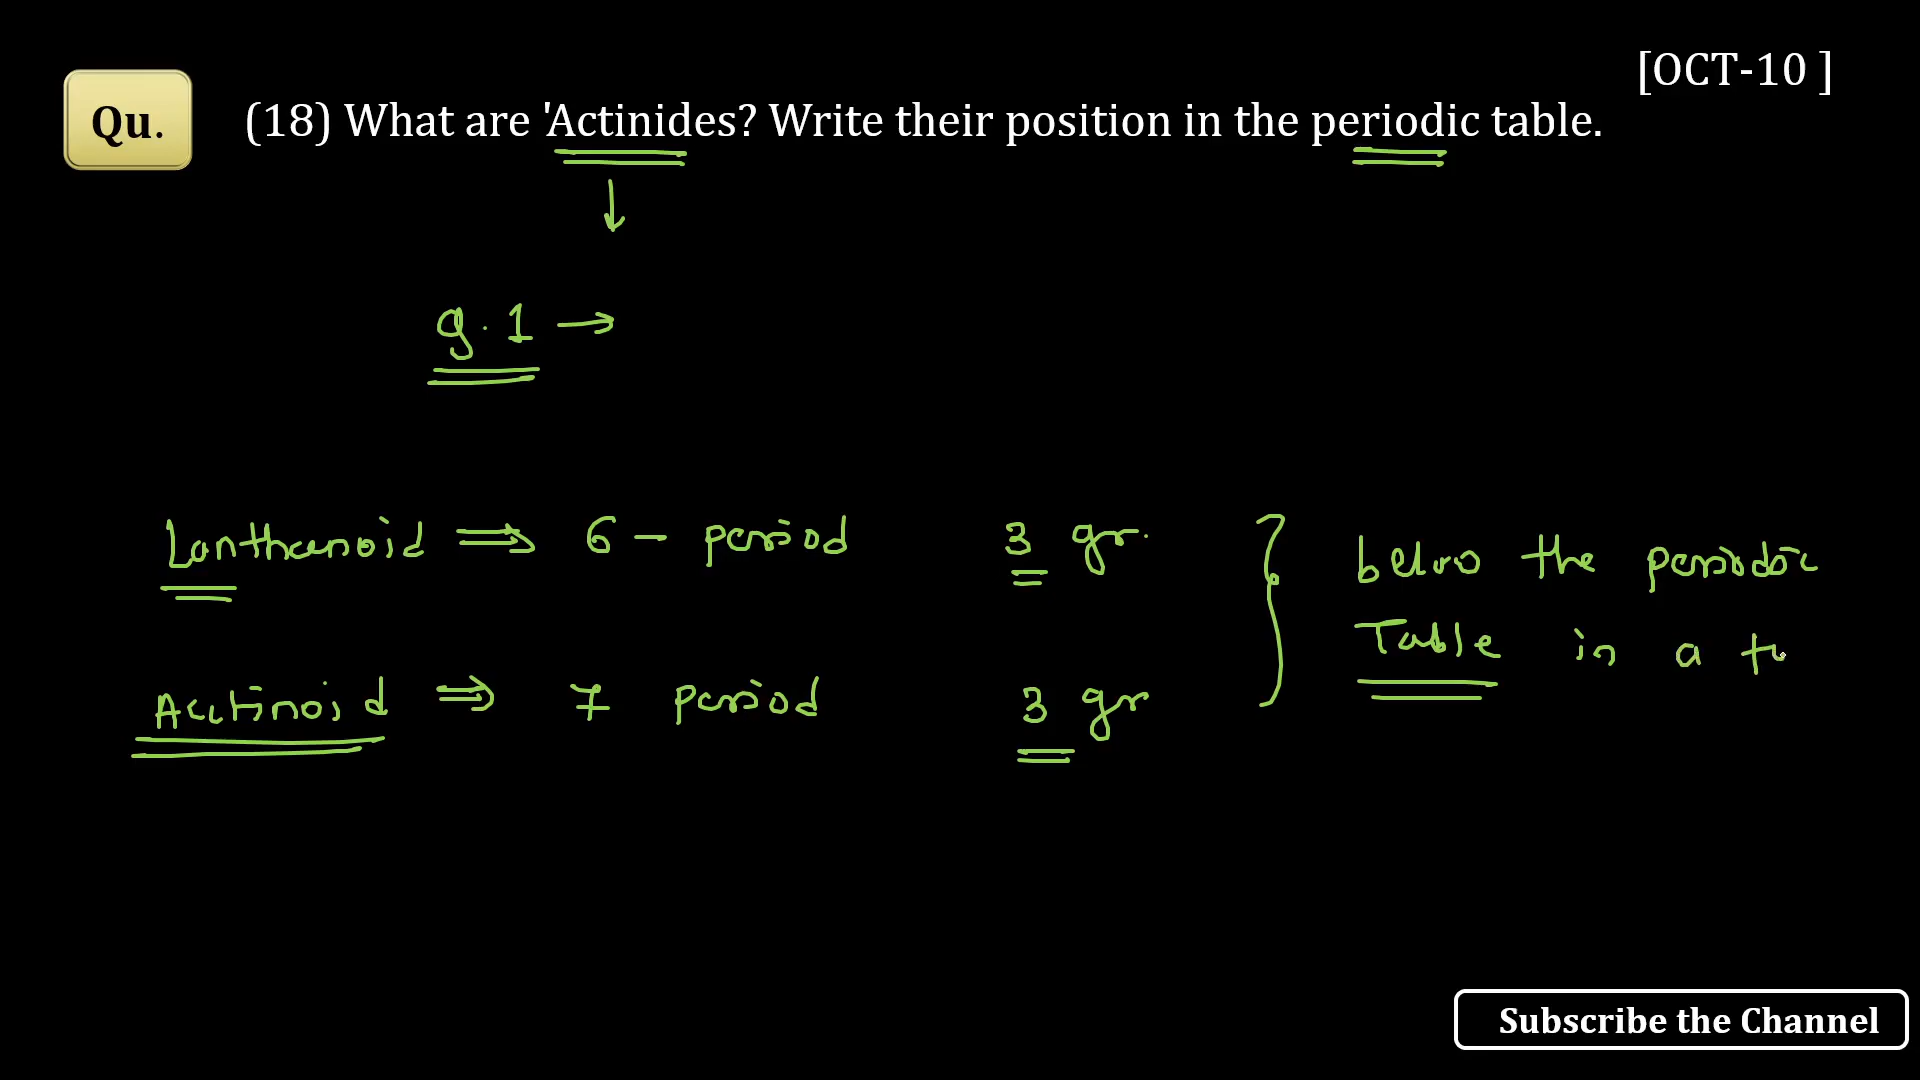 [OCT-10 ]
Qu. (18) What are 'Actinides? Write their position in the periodic table.
g. 1 →
Lanthanoid ⇒ 6 - period 3 gr.
below the periodic
Table in a
Acctinoid ⇒ 7 period 3 gr
Subscribe the Channel